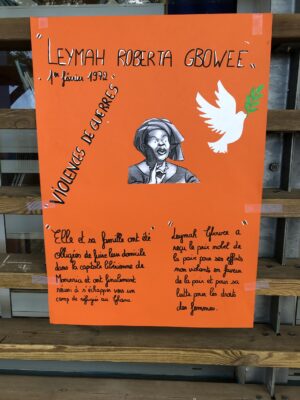 LEYMAH ROBERTA GBOWEE
1er février 1972
VIOLENCES DE GUERRES
Elle et sa famille ont été
obligées de fuire leur domicile
dans la capitale libérienne de
Monrovia et ont finalement
réussi à s'échapper vers un
camp de réfugiés au Ghana.
Leymah Gbowee a
reçu le prix nobel de
la paix pour ses efforts
non violents en faveur
de la paix et pour sa
lutte pour les droits
des femmes.